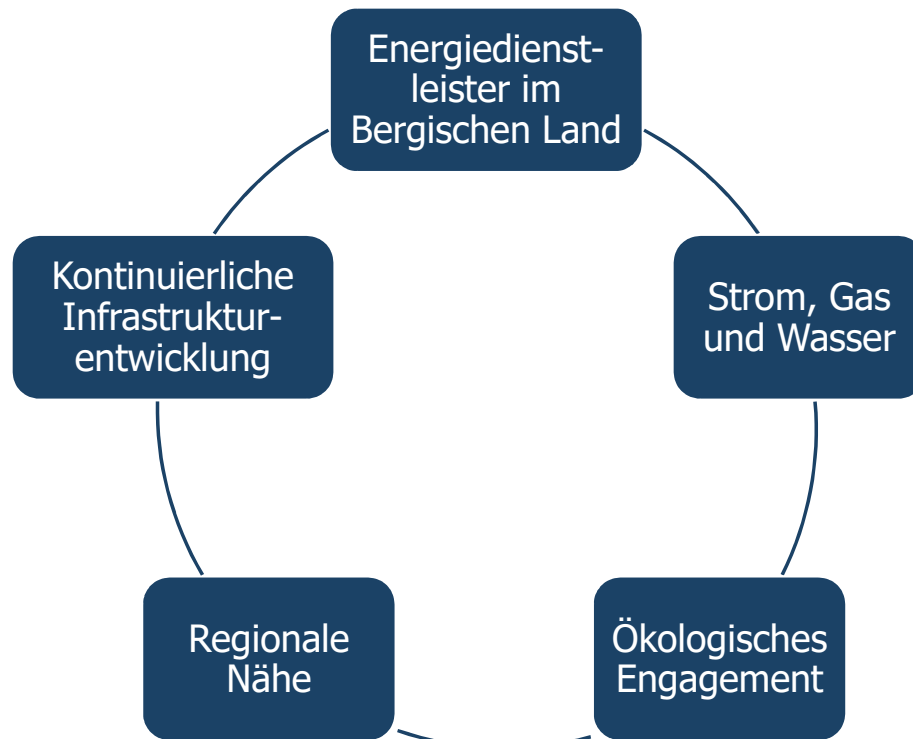 Energiedienst-
leister im
Bergischen Land
Strom, Gas
und Wasser
Ökologisches
Engagement
Regionale
Nähe
Kontinuierliche
Infrastruktur-
entwicklung